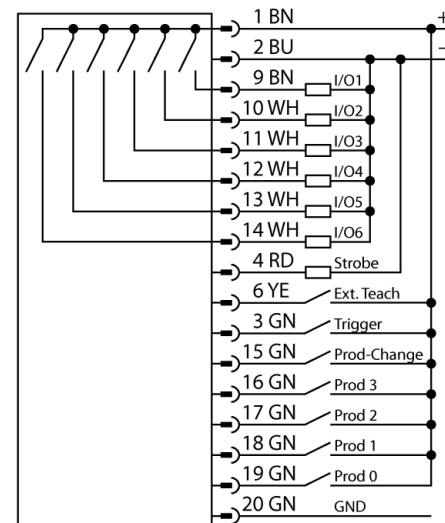 1 BN +
2 BU –
9 BN I/O1
10 WH I/O2
11 WH I/O3
12 WH I/O4
13 WH I/O5
14 WH I/O6
4 RD Strobe
6 YE Ext. Teach
3 GN Trigger
15 GN Prod-Change
16 GN Prod 3
17 GN Prod 2
18 GN Prod 1
19 GN Prod 0
20 GN GND